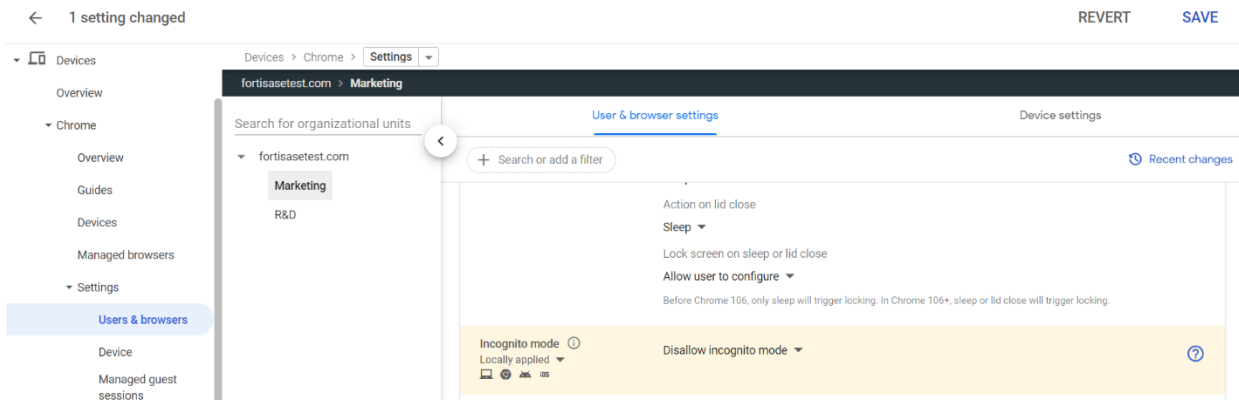 1 setting changed
REVERT
SAVE
Devices
Overview
Chrome
Overview
Guides
Devices
Managed browsers
Settings
Users & browsers
Device
Managed guest
sessions
Devices > Chrome > Settings
fortisasetest.com > Marketing
Search for organizational units
fortisasetest.com
Marketing
R&D
User & browser settings
Device settings
+ Search or add a filter
Recent changes
Action on lid close
Sleep
Lock screen on sleep or lid close
Allow user to configure
Before Chrome 106, only sleep will trigger locking. In Chrome 106+, sleep or lid close will trigger locking.
Incognito mode
Locally applied
iOS
Disallow incognito mode